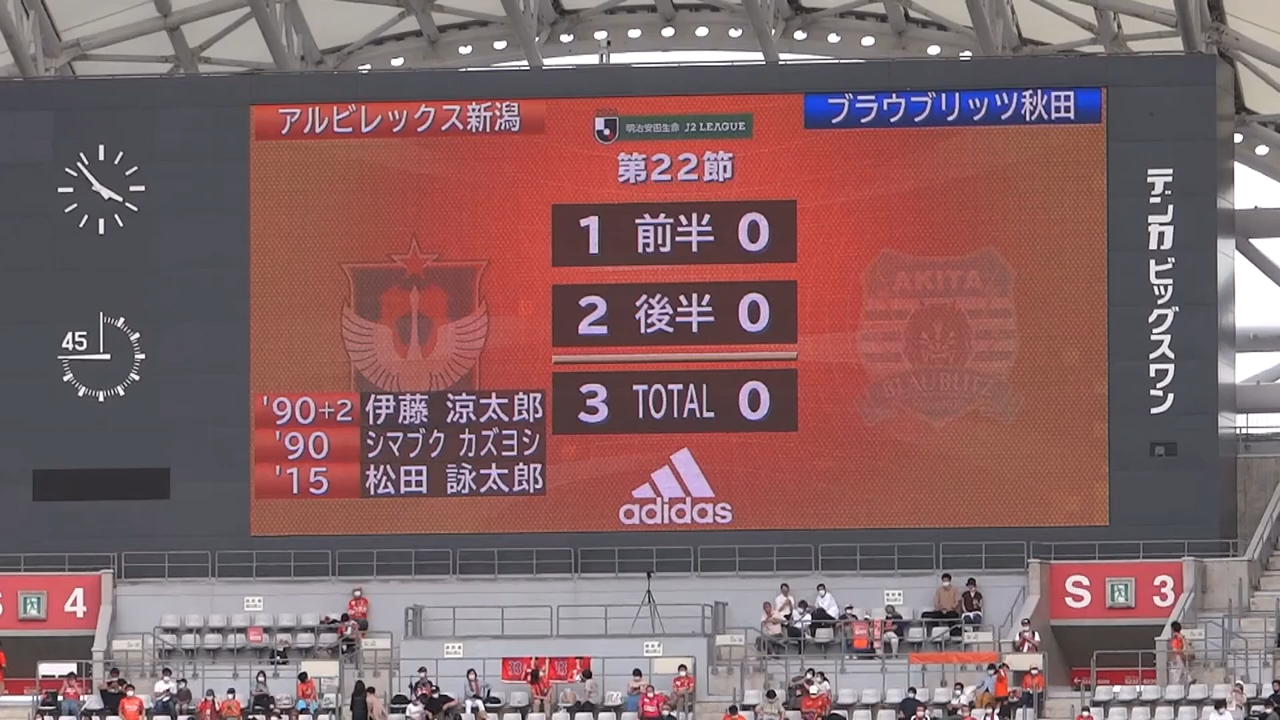 アルビレックス新潟
明治安田生命 J2 LEAGUE
ブラウブリッツ秋田
第22節
1 前半 0
2 後半 0
3 TOTAL 0
'90+2 伊藤 涼太郎
'90 シマブク カズヨシ
'15 松田 詠太郎
AKITA
BLAUBLITZ
adidas
45
デンカビッグスワン
S 4
S 3